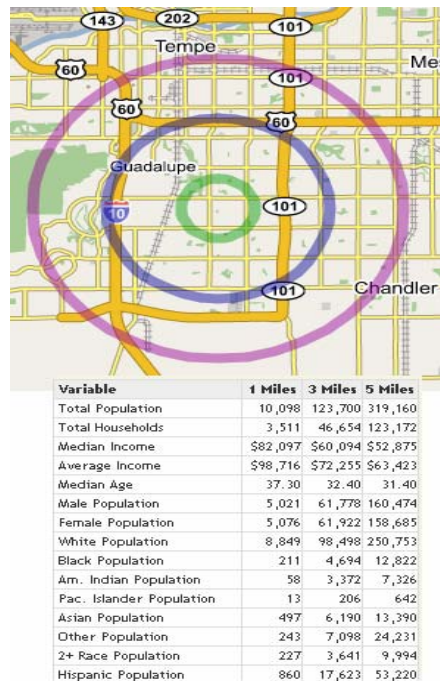 143
202
101
Tempe
60
101
Me
60
60
Guadalupe
10
101
101
Chandler
Variable 1 Miles 3 Miles 5 Miles
Total Population 10,098 123,700 319,160
Total Households 3,511 46,654 123,172
Median Income $82,097 $60,094 $52,875
Average Income $98,716 $72,255 $63,423
Median Age 37.30 32.40 31.40
Male Population 5,021 61,778 160,474
Female Population 5,076 61,922 158,685
White Population 8,849 98,498 250,753
Black Population 211 4,694 12,822
Am. Indian Population 58 3,372 7,326
Pac. Islander Population 13 206 642
Asian Population 497 6,190 13,390
Other Population 243 7,098 24,231
2+ Race Population 227 3,641 9,994
Hispanic Population 860 17,623 53,220